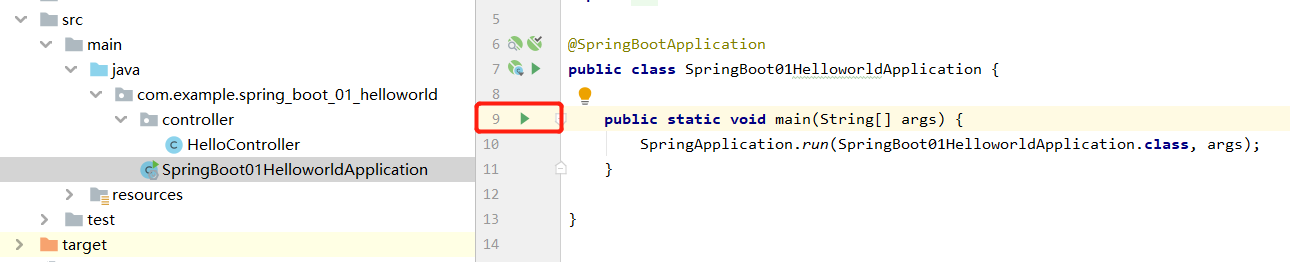 src
main
java
com.example.spring_boot_01_helloworld
controller
HelloController
SpringBoot01HelloworldApplication
resources
test
target
5
6 @SpringBootApplication
7 public class SpringBoot01HelloworldApplication {
8
9 public static void main(String[] args) {
10 SpringApplication.run(SpringBoot01HelloworldApplication.class, args);
11 }
12
13 }
14